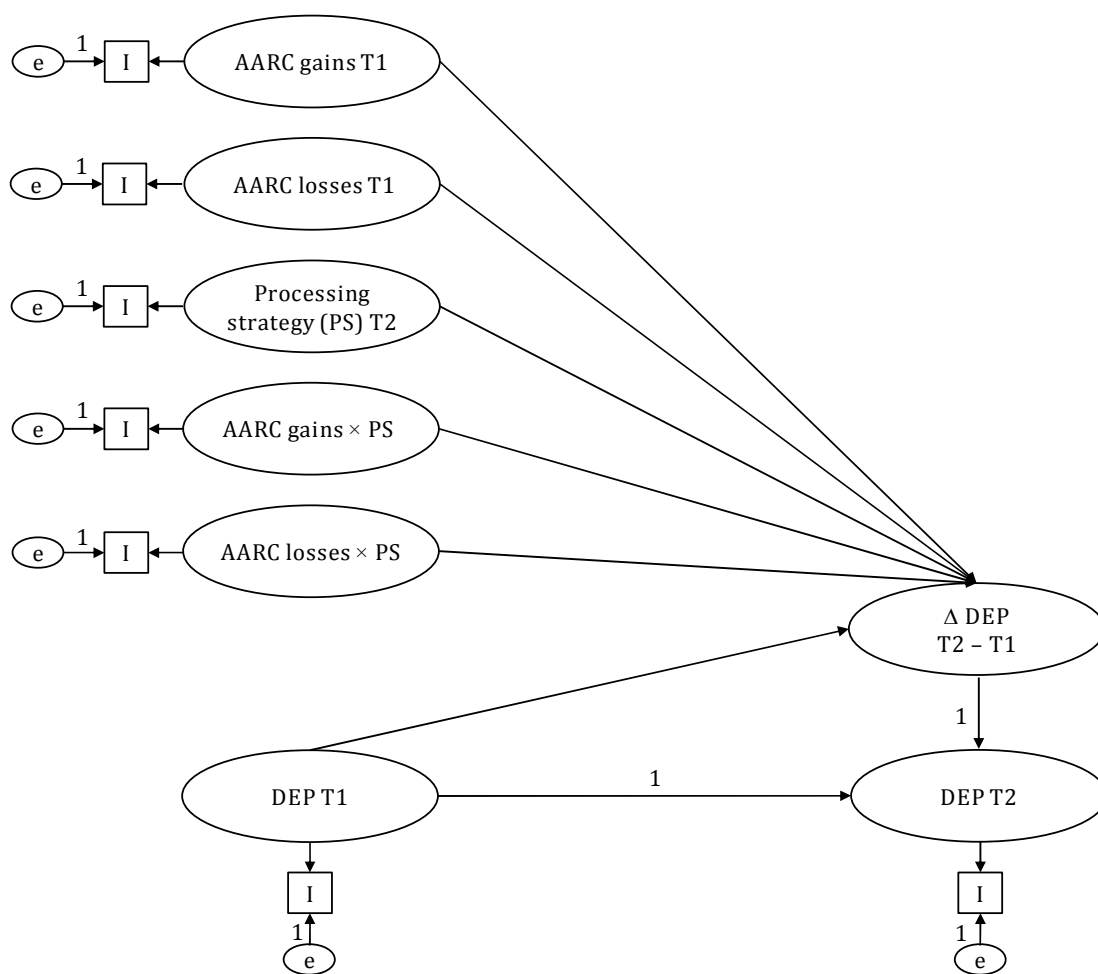 e 1 I AARC gains T1
e 1 I AARC losses T1
e 1 I Processing
strategy (PS) T2
e 1 I AARC gains × PS
e 1 I AARC losses × PS
Δ DEP
T2 – T1
1
DEP T1 1 DEP T2
I I
1 1
e e